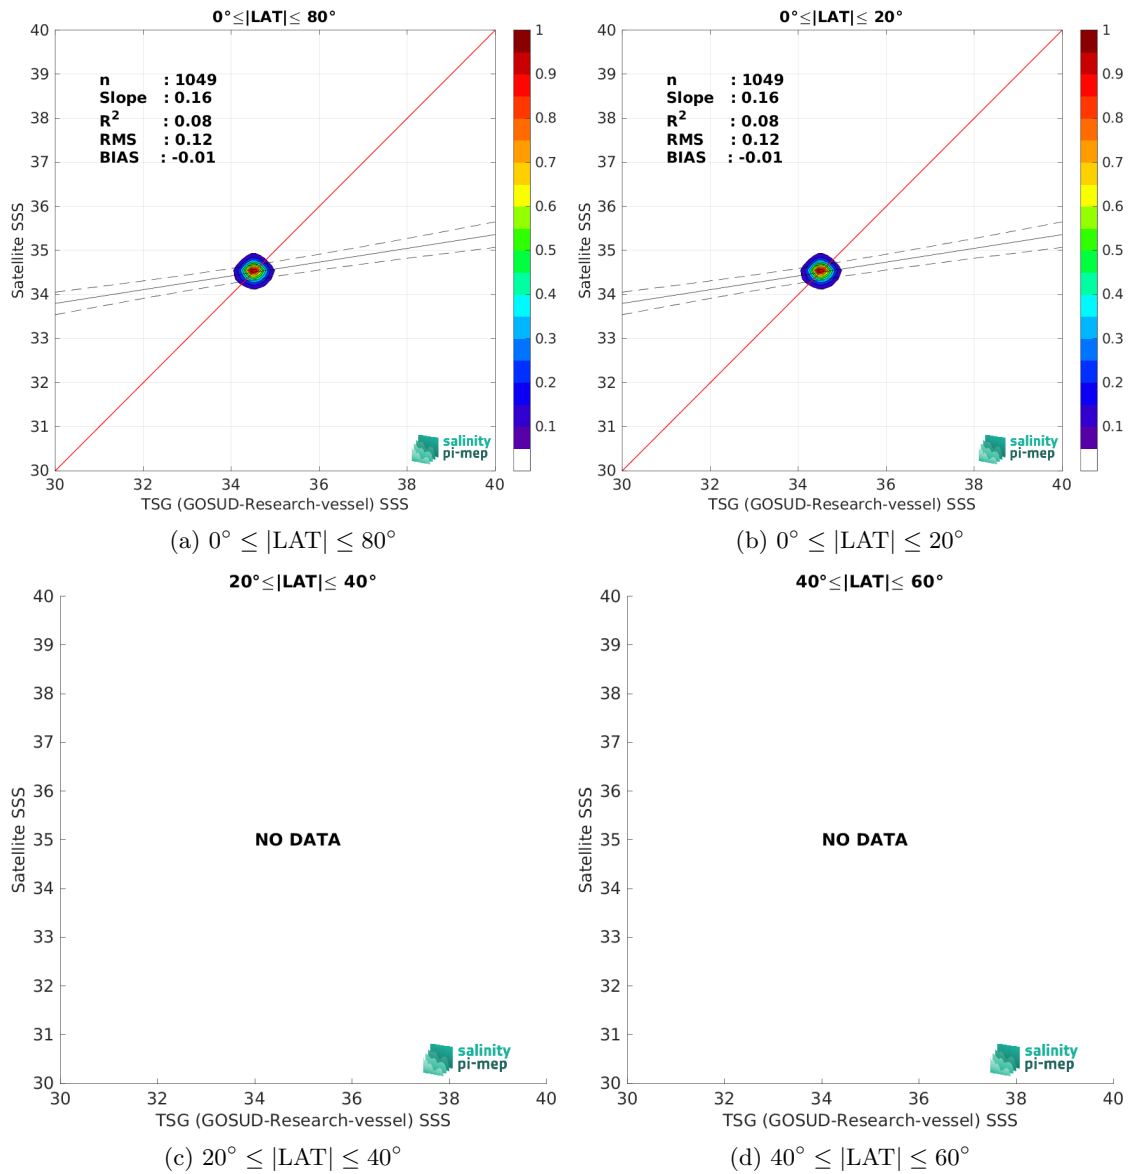 0°≤|LAT|≤ 80°
40
39
38
37
36
35
34
33
32
31
30
Satellite SSS
n : 1049
Slope : 0.16
R² : 0.08
RMS : 0.12
BIAS : -0.01
salinity
pi-mep
30 32 34 36 38 40
TSG (GOSUD-Research-vessel) SSS
1
0.9
0.8
0.7
0.6
0.5
0.4
0.3
0.2
0.1
(a) 0° ≤ |LAT| ≤ 80°
0°≤|LAT|≤ 20°
40
39
38
37
36
35
34
33
32
31
30
Satellite SSS
n : 1049
Slope : 0.16
R² : 0.08
RMS : 0.12
BIAS : -0.01
salinity
pi-mep
30 32 34 36 38 40
TSG (GOSUD-Research-vessel) SSS
1
0.9
0.8
0.7
0.6
0.5
0.4
0.3
0.2
0.1
(b) 0° ≤ |LAT| ≤ 20°
20°≤|LAT|≤ 40°
40
39
38
37
36
35
34
33
32
31
30
Satellite SSS
NO DATA
salinity
pi-mep
30 32 34 36 38 40
TSG (GOSUD-Research-vessel) SSS
(c) 20° ≤ |LAT| ≤ 40°
40°≤|LAT|≤ 60°
40
39
38
37
36
35
34
33
32
31
30
Satellite SSS
NO DATA
salinity
pi-mep
30 32 34 36 38 40
TSG (GOSUD-Research-vessel) SSS
(d) 40° ≤ |LAT| ≤ 60°